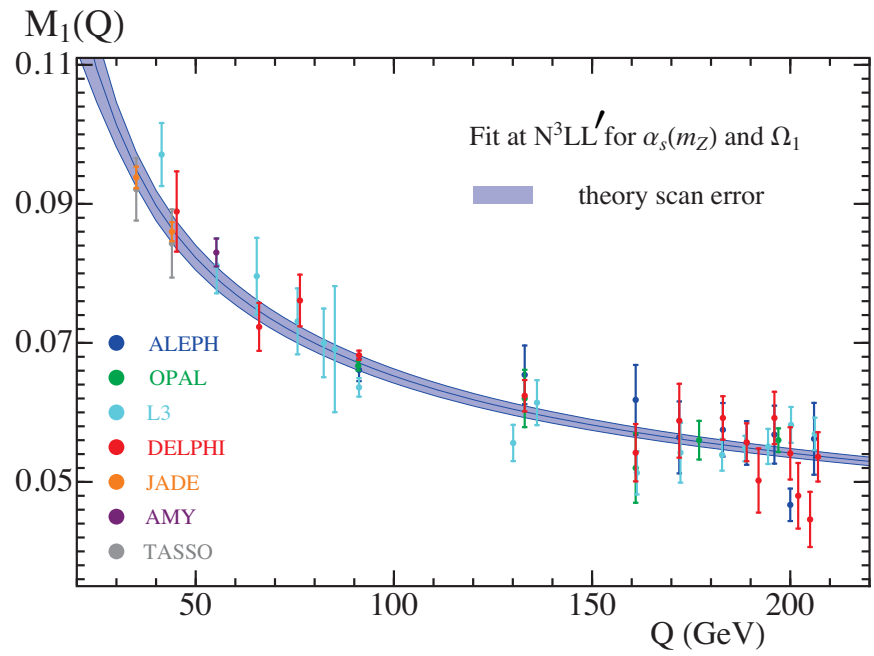 M₁(Q)
0.11
0.09
0.07
0.05
Fit at N³LL′ for αₛ(m_Z) and Ω₁
theory scan error
ALEPH
OPAL
L3
DELPHI
JADE
AMY
TASSO
50
100
150
200
Q (GeV)